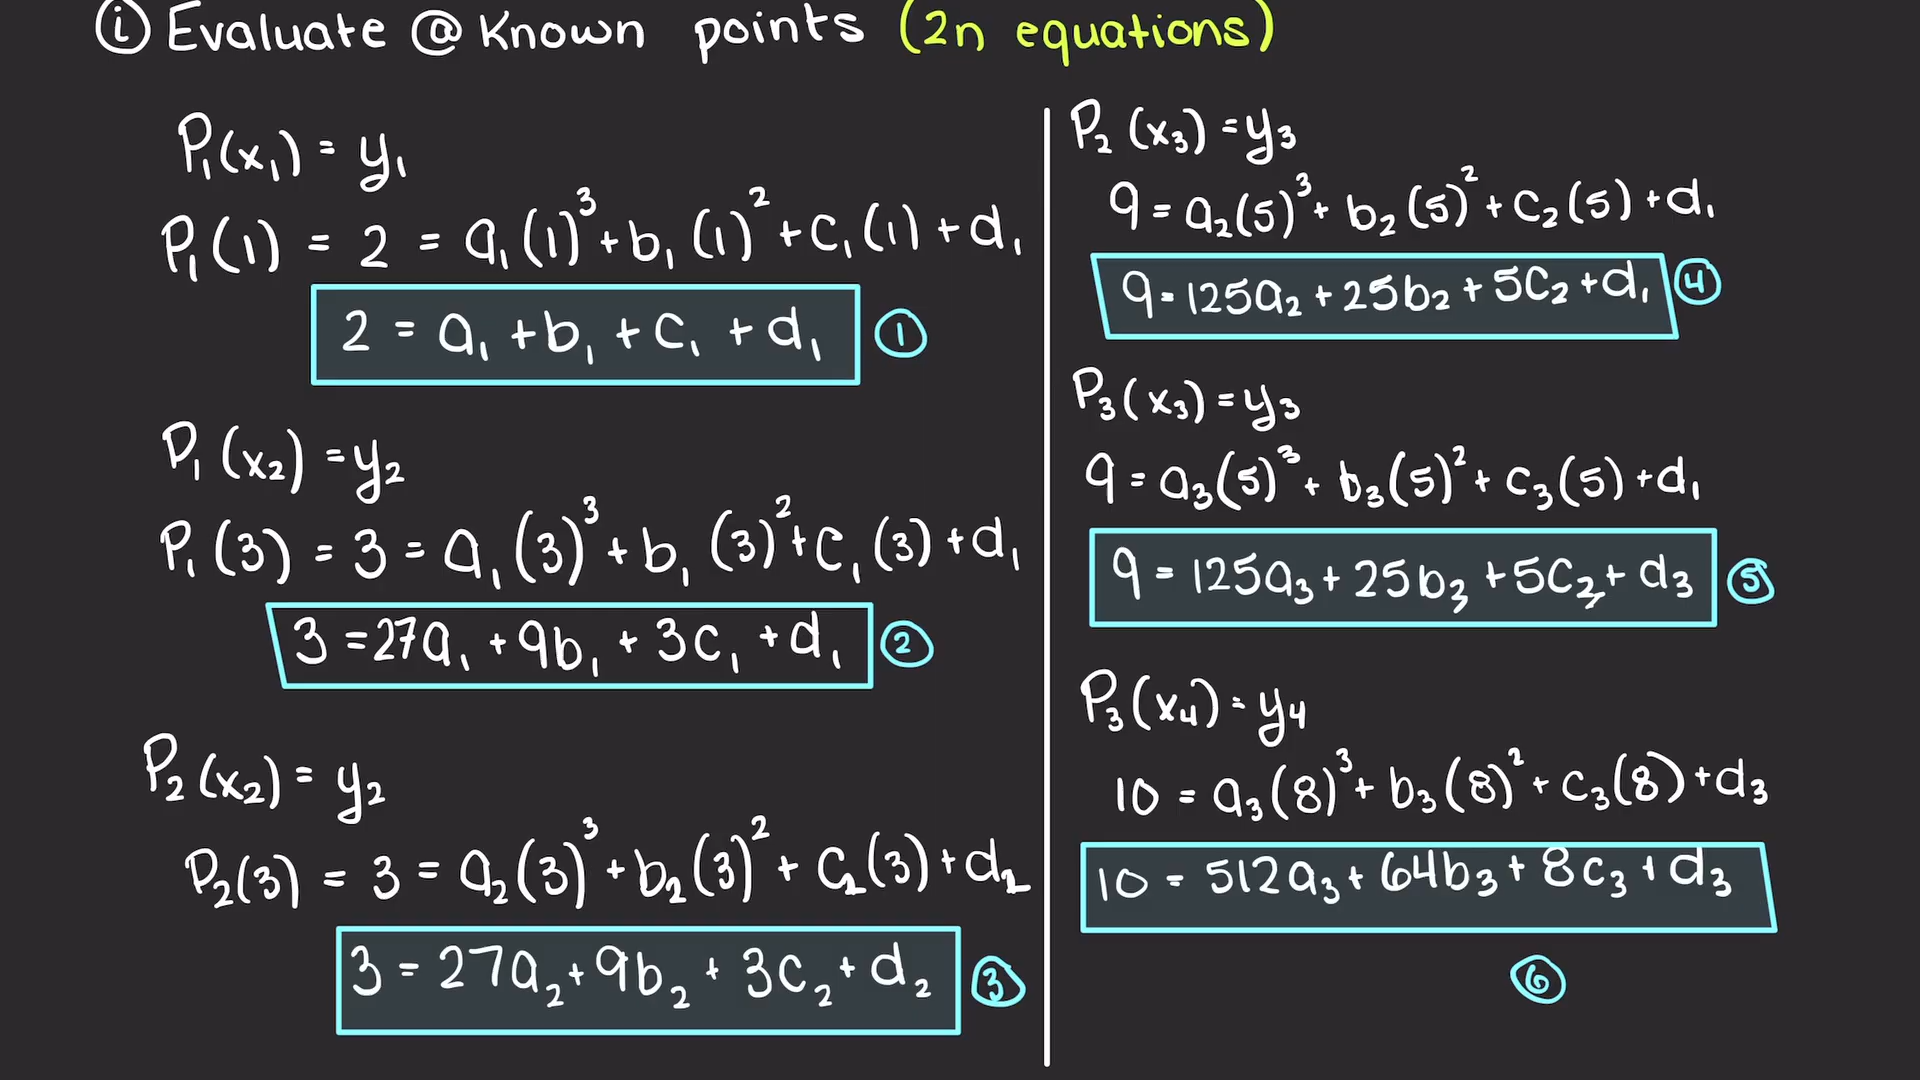 ⓘ Evaluate @ Known points (2n equations)
P₁(x₁) = y₁
P₁(1) = 2 = a₁(1)³+b₁(1)²+c₁(1)+d₁
2 = a₁+b₁+c₁+d₁ ①
P₁(x₂)=y₂
P₁(3) = 3 = a₁(3)³+b₁(3)²+c₁(3)+d₁
3=27a₁+9b₁+3c₁+d₁ ②
P₂(x₂) = y₂
P₂(3) = 3 = a₂(3)³+b₂(3)²+c₂(3)+d₂
3 = 27a₂+9b₂+3c₂+d₂ ③
P₂(x₃)=y₃
9=a₂(5)³+b₂(5)²+c₂(5)+d₁
9=125a₂+25b₂+5c₂+d₁ ④
P₃(x₃)=y₃
9=a₃(5)³+b₃(5)²+c₃(5)+d₁
9=125a₃+25b₃+5c₃+d₃ ⑤
P₃(x₄)=y₄
10=a₃(8)³+b₃(8)²+c₃(8)+d₃
10=512a₃+64b₃+8c₃+d₃
⑥